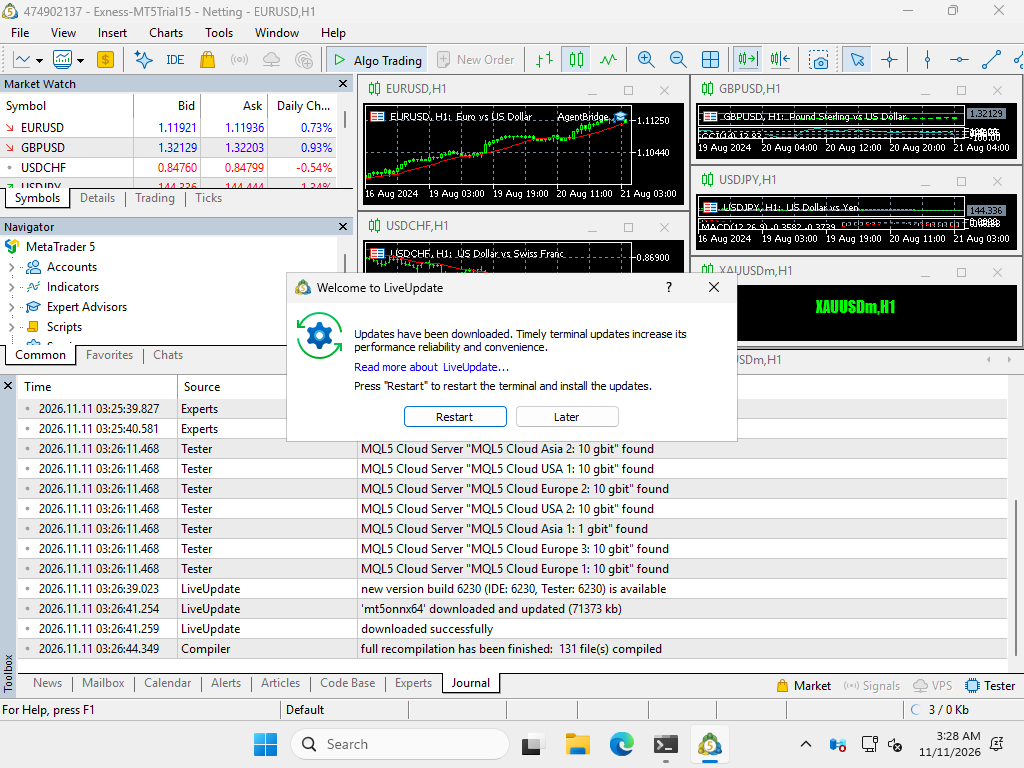 474902137 - Exness-MT5Trial15 - Netting - EURUSD,H1
File View Insert Charts Tools Window Help
IDE Algo Trading New Order
Market Watch
Symbol Bid Ask Daily Ch...
EURUSD 1.11921 1.11936 0.73%
GBPUSD 1.32129 1.32203 0.93%
USDCHF 0.84760 0.84799 -0.54%
USDJPY 144.336 144.444 -1.34%
Symbols Details Trading Ticks
Navigator
MetaTrader 5
Accounts
Indicators
Expert Advisors
Scripts
Common Favorites Chats
EURUSD,H1
EURUSD, H1: Euro vs US Dollar AgentBridge
1.11250
1.10440
16 Aug 2024 19 Aug 03:00 19 Aug 19:00 20 Aug 11:00 21 Aug 03:00
USDCHF,H1
USDCHF, H1: US Dollar vs Swiss Franc
0.86900
GBPUSD,H1
GBPUSD, H1: Pound Sterling vs US Dollar
1.32129
19 Aug 2024 20 Aug 04:00 20 Aug 12:00 20 Aug 20:00 21 Aug 04:00
USDJPY,H1
USDJPY, H1: US Dollar vs Yen
144.336
MACD(12,26,9) -0.3582 -0.3739
16 Aug 2024 19 Aug 03:00 19 Aug 12:00 20 Aug 11:00 21 Aug 03:00
XAUUSDm,H1
XAUUSDm,H1
SDm,H1
Welcome to LiveUpdate
?
Updates have been downloaded. Timely terminal updates increase its
performance reliability and convenience.
Read more about LiveUpdate...
Press "Restart" to restart the terminal and install the updates.
Restart Later
Time Source
2026.11.11 03:25:39.827 Experts
2026.11.11 03:25:40.581 Experts
2026.11.11 03:26:11.468 Tester MQL5 Cloud Server "MQL5 Cloud Asia 2: 10 gbit" found
2026.11.11 03:26:11.468 Tester MQL5 Cloud Server "MQL5 Cloud USA 1: 10 gbit" found
2026.11.11 03:26:11.468 Tester MQL5 Cloud Server "MQL5 Cloud Europe 2: 10 gbit" found
2026.11.11 03:26:11.468 Tester MQL5 Cloud Server "MQL5 Cloud USA 2: 10 gbit" found
2026.11.11 03:26:11.468 Tester MQL5 Cloud Server "MQL5 Cloud Asia 1: 1 gbit" found
2026.11.11 03:26:11.468 Tester MQL5 Cloud Server "MQL5 Cloud Europe 3: 10 gbit" found
2026.11.11 03:26:11.468 Tester MQL5 Cloud Server "MQL5 Cloud Europe 1: 10 gbit" found
2026.11.11 03:26:39.023 LiveUpdate new version build 6230 (IDE: 6230, Tester: 6230) is available
2026.11.11 03:26:41.254 LiveUpdate 'mt5onnx64' downloaded and updated (71373 kb)
2026.11.11 03:26:41.259 LiveUpdate downloaded successfully
2026.11.11 03:26:44.349 Compiler full recompilation has been finished: 131 file(s) compiled
Toolbox
News Mailbox Calendar Alerts Articles Code Base Experts Journal Market Signals VPS Tester
For Help, press F1 Default 3 / 0 Kb
Search
3:28 AM
11/11/2026